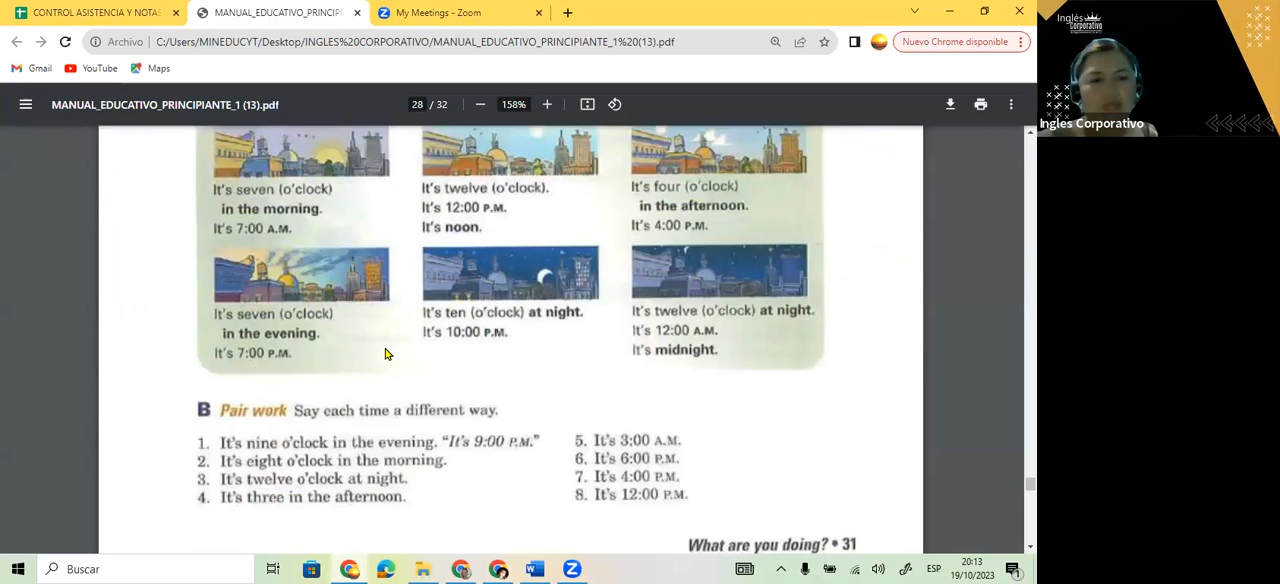 CONTROL ASISTENCIA Y NOTAS
MANUAL_EDUCATIVO_PRINCIPI
My Meetings - Zoom
Archivo
C:/Users/MINEDUCYT/Desktop/INGLES%20CORPORATIVO/MANUAL_EDUCATIVO_PRINCIPIANTE_1%20(13).pdf
Nuevo Chrome disponible
Gmail
YouTube
Maps
MANUAL_EDUCATIVO_PRINCIPIANTE_1 (13).pdf
28 / 32
158%
It's seven (o'clock)
in the morning.
It's 7:00 A.M.
It's twelve (o'clock).
It's 12:00 P.M.
It's noon.
It's four (o'clock)
in the afternoon.
It's 4:00 P.M.
It's seven (o'clock)
in the evening.
It's 7:00 P.M.
It's ten (o'clock) at night.
It's 10:00 P.M.
It's twelve (o'clock) at night.
It's 12:00 A.M.
It's midnight.
B Pair work Say each time a different way.
1. It's nine o'clock in the evening. "It's 9:00 P.M."
2. It's eight o'clock in the morning.
3. It's twelve o'clock at night.
4. It's three in the afternoon.
5. It's 3:00 A.M.
6. It's 6:00 P.M.
7. It's 4:00 P.M.
8. It's 12:00 P.M.
What are you doing? • 31
Inglés
Corporativo
Ingles Corporativo
Buscar
ESP
20:13
19/10/2023